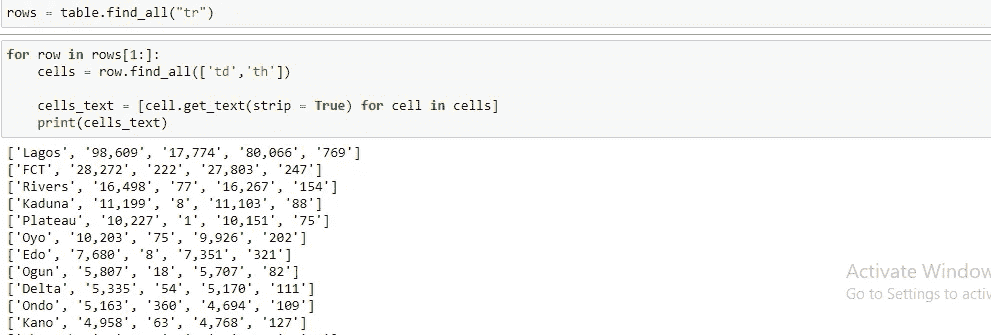 rows = table.find_all("tr")
for row in rows[1:]:
    cells = row.find_all(['td','th'])
    cells_text = [cell.get_text(strip = True) for cell in cells]
    print(cells_text)
['Lagos', '98,609', '17,774', '80,066', '769']
['FCT', '28,272', '222', '27,803', '247']
['Rivers', '16,498', '77', '16,267', '154']
['Kaduna', '11,199', '8', '11,103', '88']
['Plateau', '10,227', '1', '10,151', '75']
['Oyo', '10,203', '75', '9,926', '202']
['Edo', '7,680', '8', '7,351', '321']
['Ogun', '5,807', '18', '5,707', '82']
['Delta', '5,335', '54', '5,170', '111']
['Ondo', '5,163', '360', '4,694', '109']
['Kano', '4,958', '63', '4,768', '127']
Activate Window
Go to Settings to activ